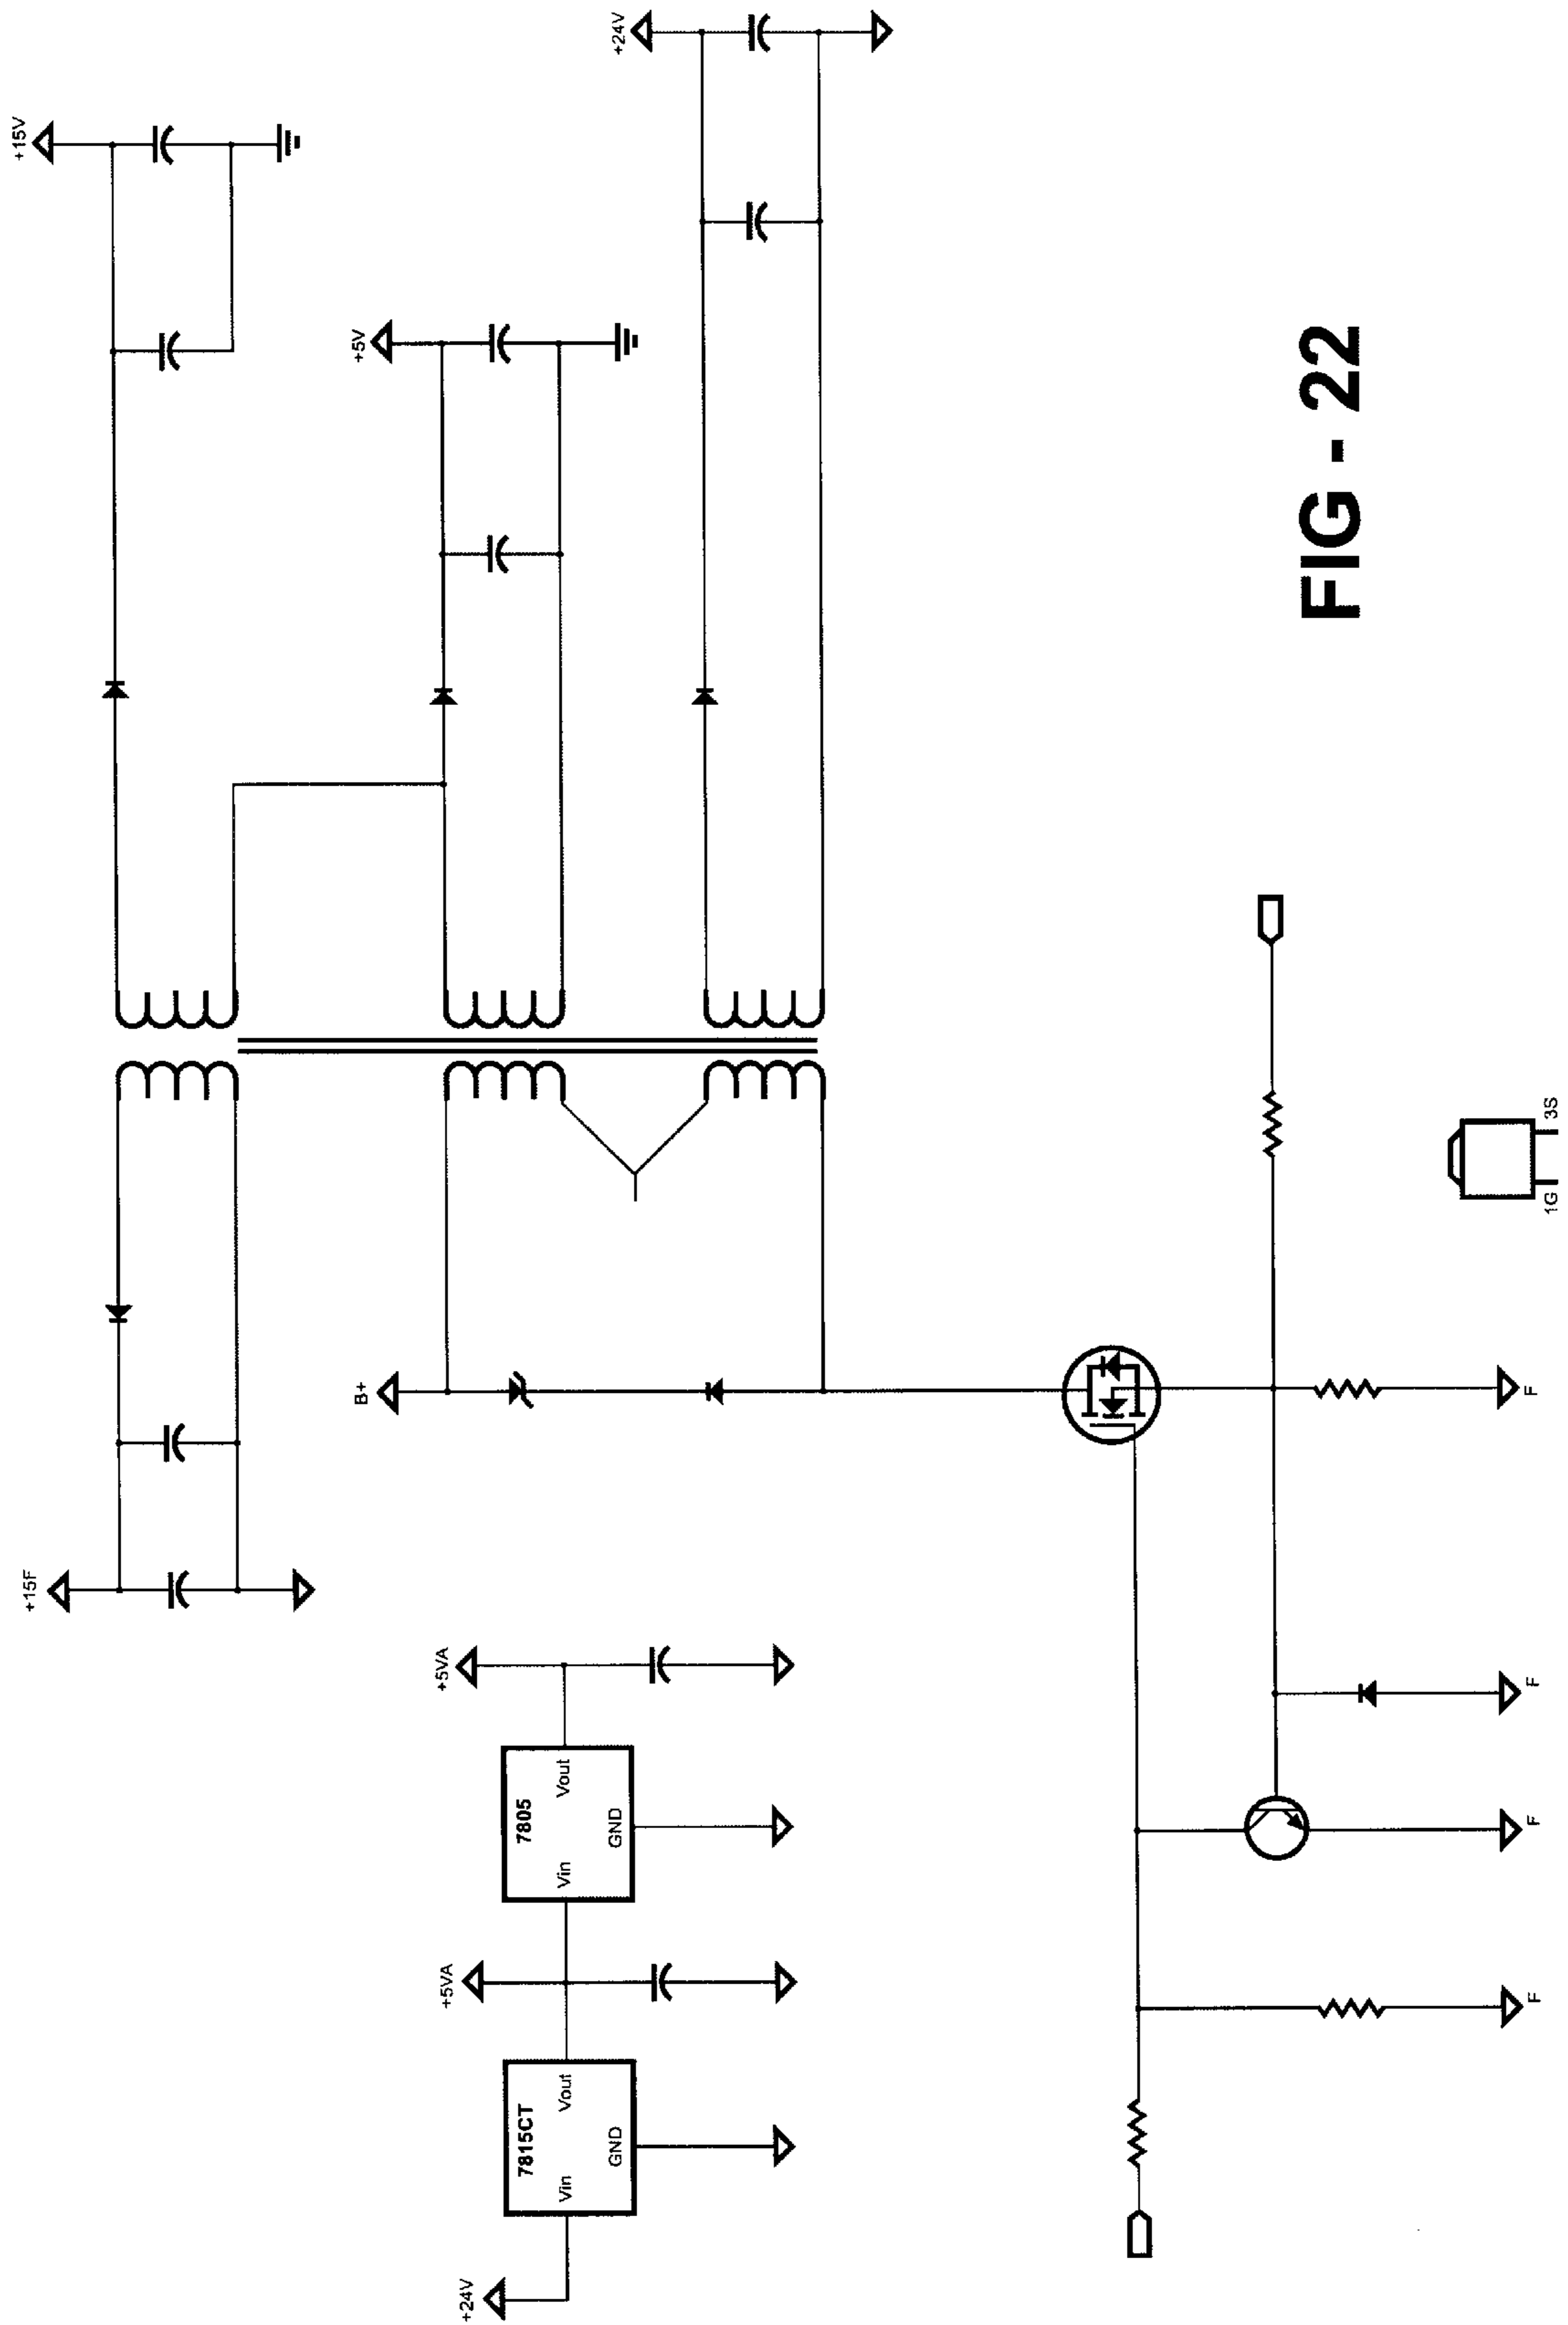 +15F
+15V
B+
+5V
+24V
+24V
7815CT
Vin
Vout
GND
+5VA
7805
Vin
Vout
GND
+5VA
F
F
F
F
1G
3S
FIG - 22